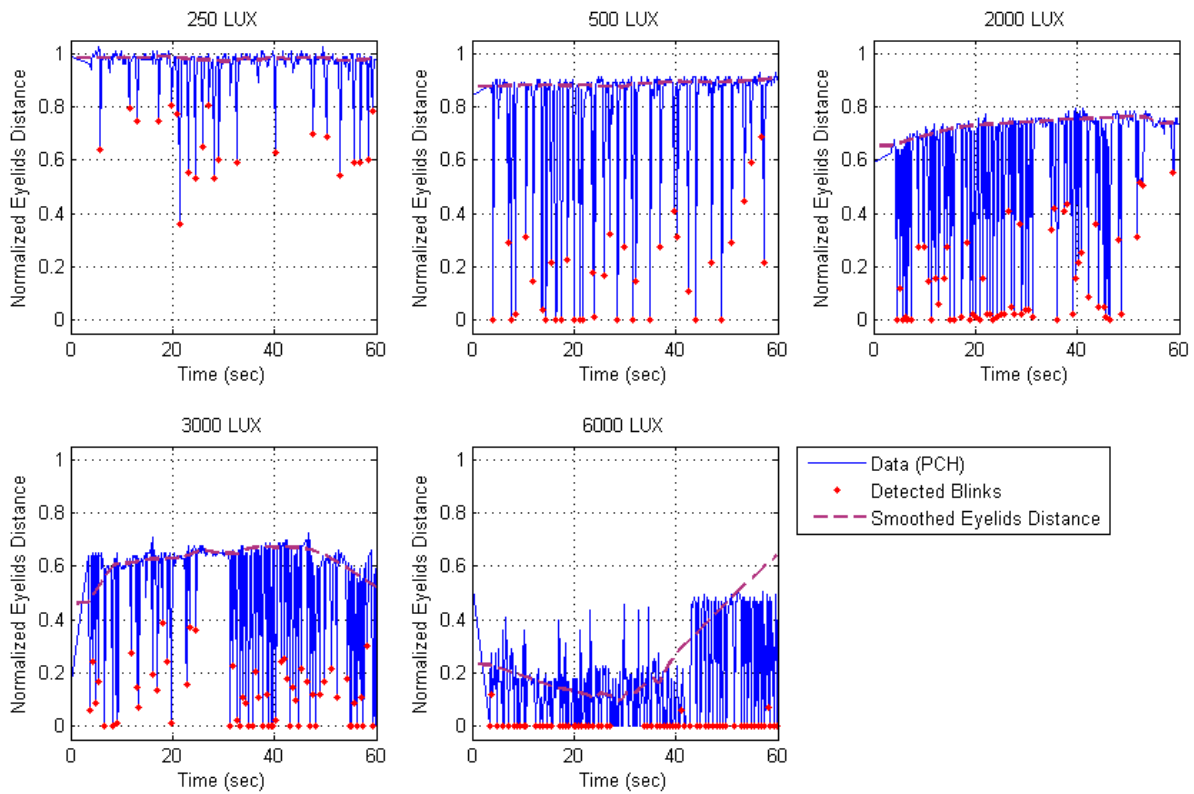 250 LUX
500 LUX
2000 LUX
Normalized Eyelids Distance
1
0.8
0.6
0.4
0.2
0
0 20 40 60
Time (sec)
Normalized Eyelids Distance
1
0.8
0.6
0.4
0.2
0
0 20 40 60
Time (sec)
Normalized Eyelids Distance
1
0.8
0.6
0.4
0.2
0
0 20 40 60
Time (sec)
3000 LUX
6000 LUX
Normalized Eyelids Distance
1
0.8
0.6
0.4
0.2
0
0 20 40 60
Time (sec)
Normalized Eyelids Distance
1
0.8
0.6
0.4
0.2
0
0 20 40 60
Time (sec)
Data (PCH)
Detected Blinks
Smoothed Eyelids Distance